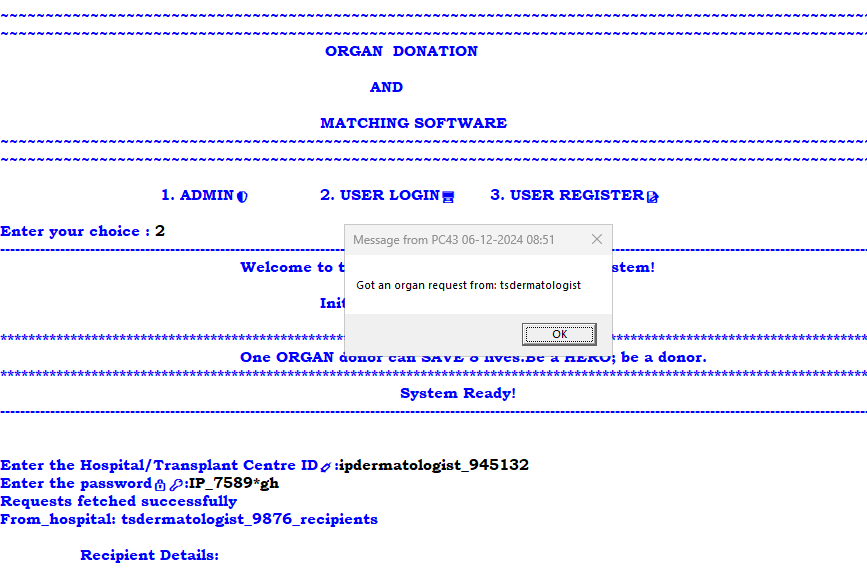 ~~~~~~~~~~~~~~~~~~~~~~~~~~~~~~~~~~~~~~~~~~~~~~~~~~~~~~~~~~
~~~~~~~~~~~~~~~~~~~~~~~~~~~~~~~~~~~~~~~~~~~~~~~~~~~~~~~~~~
ORGAN  DONATION
AND
MATCHING SOFTWARE
~~~~~~~~~~~~~~~~~~~~~~~~~~~~~~~~~~~~~~~~~~~~~~~~~~~~~~~~~~
~~~~~~~~~~~~~~~~~~~~~~~~~~~~~~~~~~~~~~~~~~~~~~~~~~~~~~~~~~
1. ADMIN 2. USER LOGIN 3. USER REGISTER
Enter your choice : 2
Message from PC43 06-12-2024 08:51
Got an organ request from: tsdermatologist
OK
Welcome to t stem!
Init
One ORGAN donor can SAVE 8 lives.Be a HERO; be a donor.
System Ready!
Enter the Hospital/Transplant Centre ID :ipdermatologist_945132
Enter the password :IP_7589*gh
Requests fetched successfully
From_hospital: tsdermatologist_9876_recipients
Recipient Details: